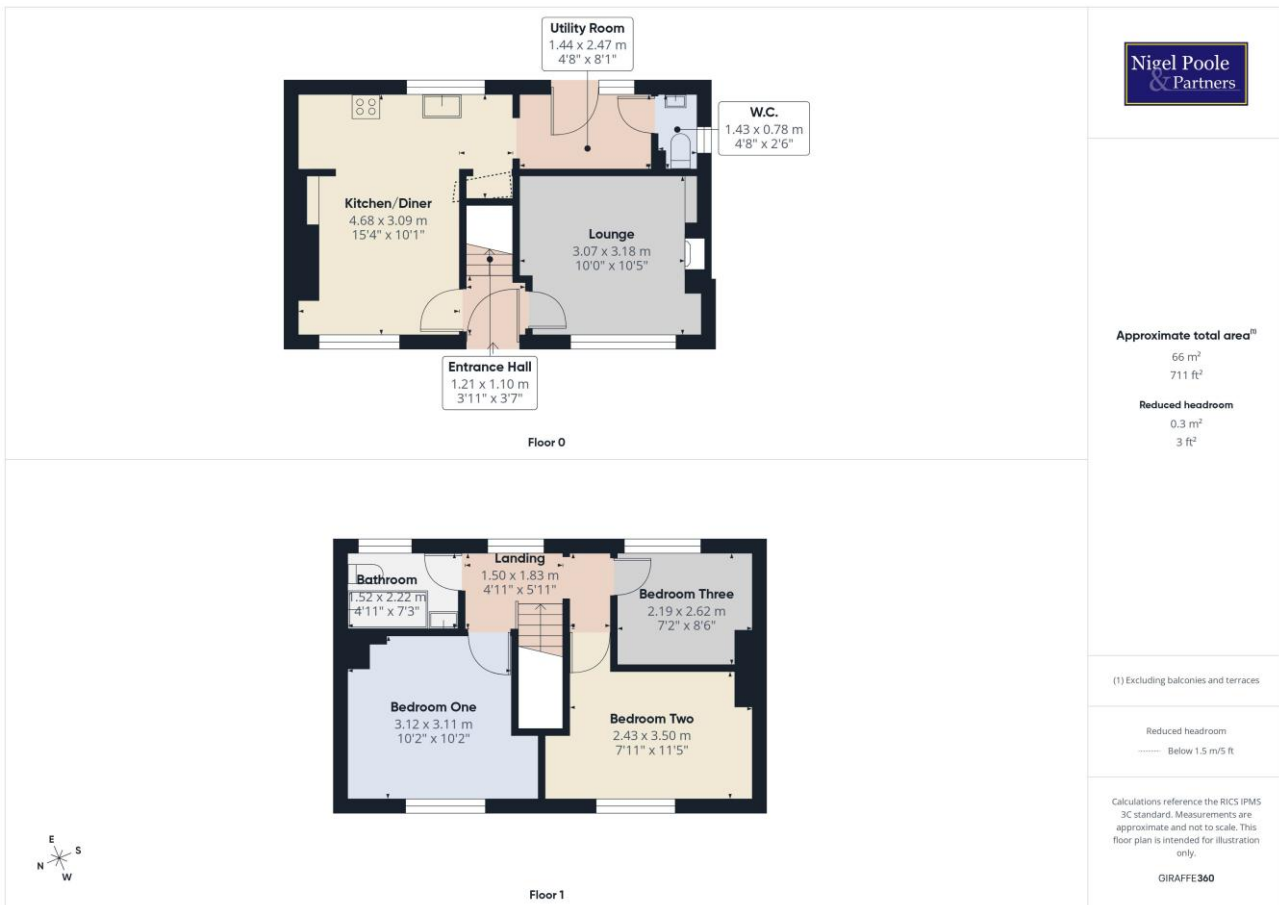 Utility Room
1.44 x 2.47 m
4'8" x 8'1"
W.C.
1.43 x 0.78 m
4'8" x 2'6"
Kitchen/Diner
4.68 x 3.09 m
15'4" x 10'1"
Lounge
3.07 x 3.18 m
10'0" x 10'5"
Entrance Hall
1.21 x 1.10 m
3'11" x 3'7"
Floor 0
Landing
1.50 x 1.83 m
4'11" x 5'11"
Bathroom
1.52 x 2.22 m
4'11" x 7'3"
Bedroom Three
2.19 x 2.62 m
7'2" x 8'6"
Bedroom One
3.12 x 3.11 m
10'2" x 10'2"
Bedroom Two
2.43 x 3.50 m
7'11" x 11'5"
E
S
N
W
Floor 1
Nigel Poole
& Partners
Approximate total area⁽¹⁾
66 m²
711 ft²
Reduced headroom
0.3 m²
3 ft²
(1) Excluding balconies and terraces
Reduced headroom
Below 1.5 m/5 ft
Calculations reference the RICS IPMS
3C standard. Measurements are
approximate and not to scale. This
floor plan is intended for illustration
only.
GIRAFFE360